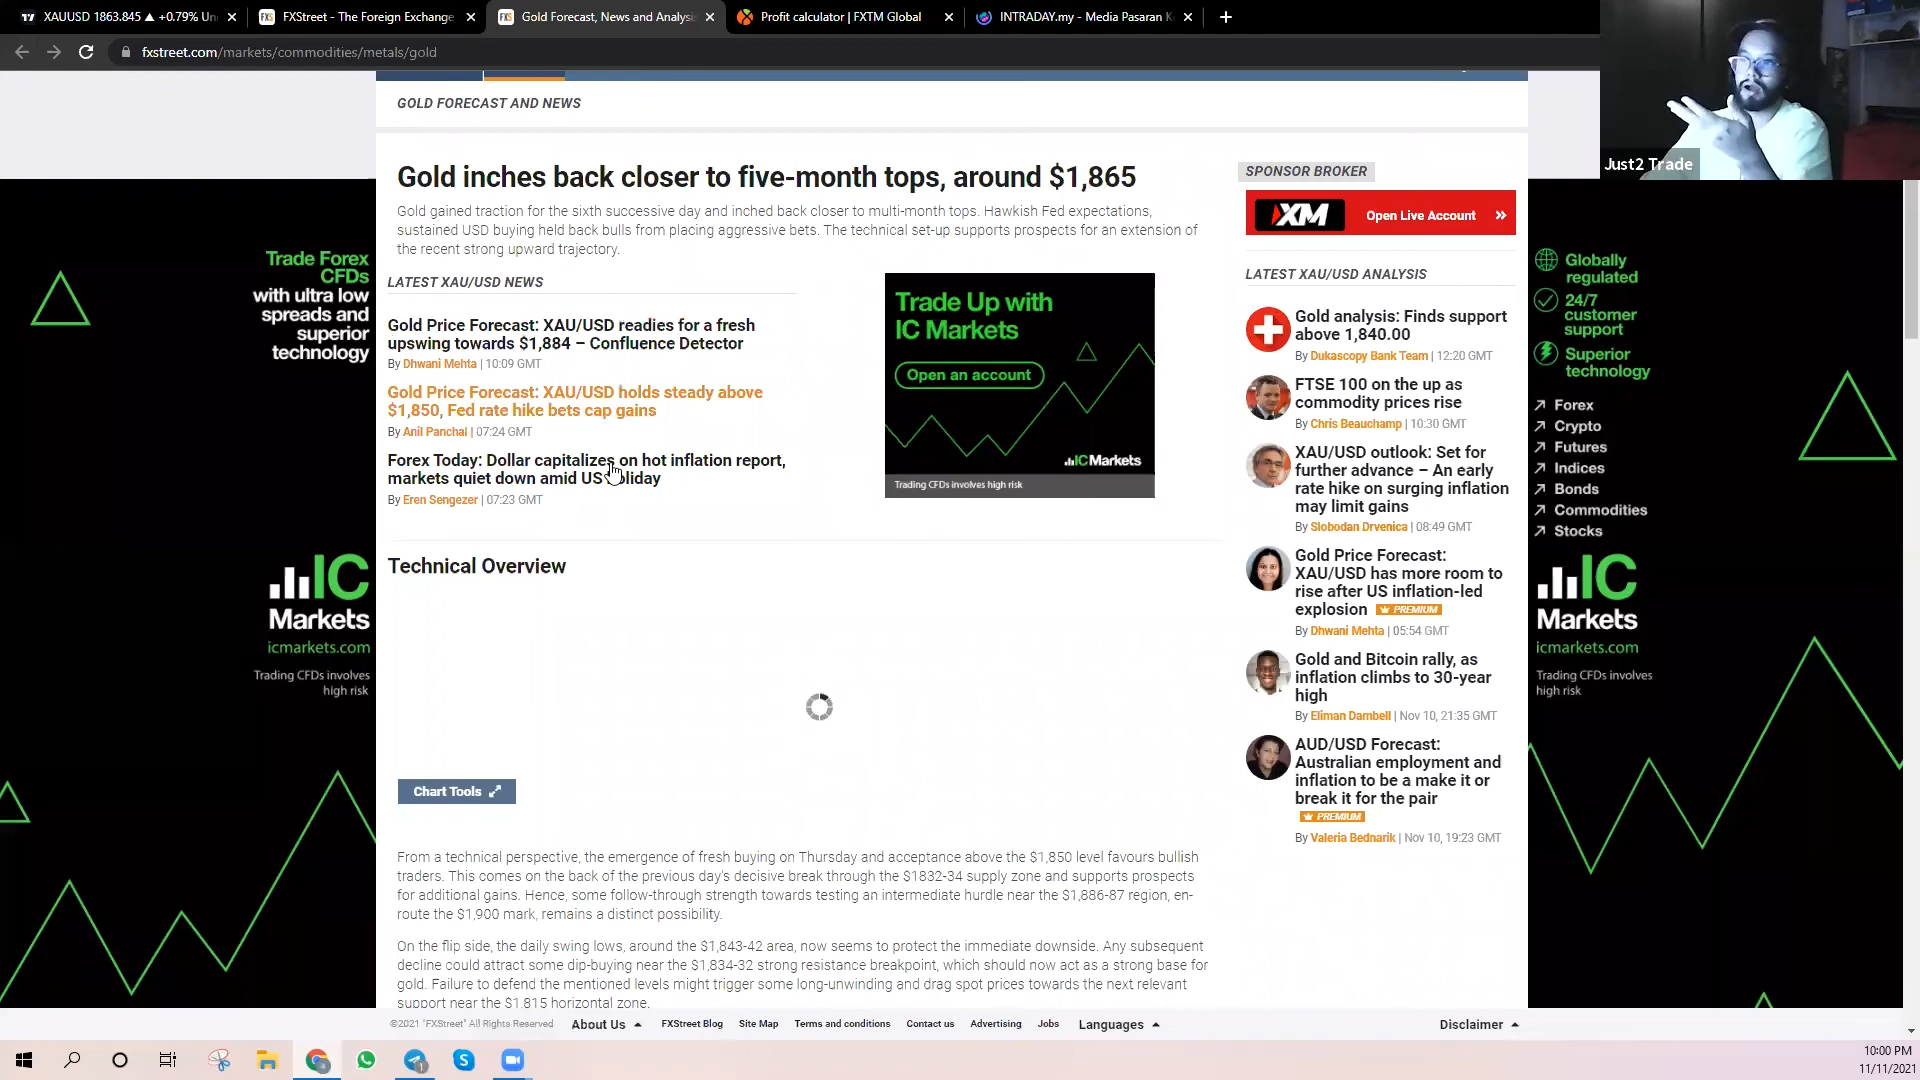 XAUUSD 1863.845 ▲ +0.79% Un
FXStreet - The Foreign Exchange
Gold Forecast, News and Analysis
Profit calculator | FXTM Global
INTRADAY.my - Media Pasaran K
fxstreet.com/markets/commodities/metals/gold
Just2 Trade
GOLD FORECAST AND NEWS
Gold inches back closer to five-month tops, around $1,865
Gold gained traction for the sixth successive day and inched back closer to multi-month tops. Hawkish Fed expectations,
sustained USD buying held back bulls from placing aggressive bets. The technical set-up supports prospects for an extension of
the recent strong upward trajectory.
LATEST XAU/USD NEWS
Gold Price Forecast: XAU/USD readies for a fresh
upswing towards $1,884 – Confluence Detector
By Dhwani Mehta | 10:09 GMT
Gold Price Forecast: XAU/USD holds steady above
$1,850, Fed rate hike bets cap gains
By Anil Panchal | 07:24 GMT
Forex Today: Dollar capitalizes on hot inflation report,
markets quiet down amid US holiday
By Eren Sengezer | 07:23 GMT
Trade Up with
IC Markets
Open an account
IC Markets
Trading CFDs involves high risk
SPONSOR BROKER
XM
Open Live Account »
LATEST XAU/USD ANALYSIS
Gold analysis: Finds support
above 1,840.00
By Dukascopy Bank Team | 12:20 GMT
FTSE 100 on the up as
commodity prices rise
By Chris Beauchamp | 10:30 GMT
XAU/USD outlook: Set for
further advance – An early
rate hike on surging inflation
may limit gains
By Slobodan Drvenica | 08:49 GMT
Gold Price Forecast:
XAU/USD has more room to
rise after US inflation-led
explosion PREMIUM
By Dhwani Mehta | 05:54 GMT
Gold and Bitcoin rally, as
inflation climbs to 30-year
high
By Eliman Dambell | Nov 10, 21:35 GMT
AUD/USD Forecast:
Australian employment and
inflation to be a make it or
break it for the pair
PREMIUM
By Valeria Bednarik | Nov 10, 19:23 GMT
Technical Overview
Chart Tools
From a technical perspective, the emergence of fresh buying on Thursday and acceptance above the $1,850 level favours bullish
traders. This comes on the back of the previous day's decisive break through the $1832-34 supply zone and supports prospects
for additional gains. Hence, some follow-through strength towards testing an intermediate hurdle near the $1,886-87 region, en-
route the $1,900 mark, remains a distinct possibility.
On the flip side, the daily swing lows, around the $1,843-42 area, now seems to protect the immediate downside. Any subsequent
decline could attract some dip-buying near the $1,834-32 strong resistance breakpoint, which should now act as a strong base for
gold. Failure to defend the mentioned levels might trigger some long-unwinding and drag spot prices towards the next relevant
support near the $1,815 horizontal zone.
Trade Forex
CFDs
with ultra low
spreads and
superior
technology
IC
Markets
icmarkets.com
Trading CFDs involves
high risk
Globally
regulated
24/7
customer
support
Superior
technology
Forex
Crypto
Futures
Indices
Bonds
Commodities
Stocks
IC
Markets
icmarkets.com
Trading CFDs involves
high risk
©2021 "FXStreet" All Rights Reserved
About Us
FXStreet Blog
Site Map
Terms and conditions
Contact us
Advertising
Jobs
Languages
Disclaimer
10:00 PM
11/11/2021